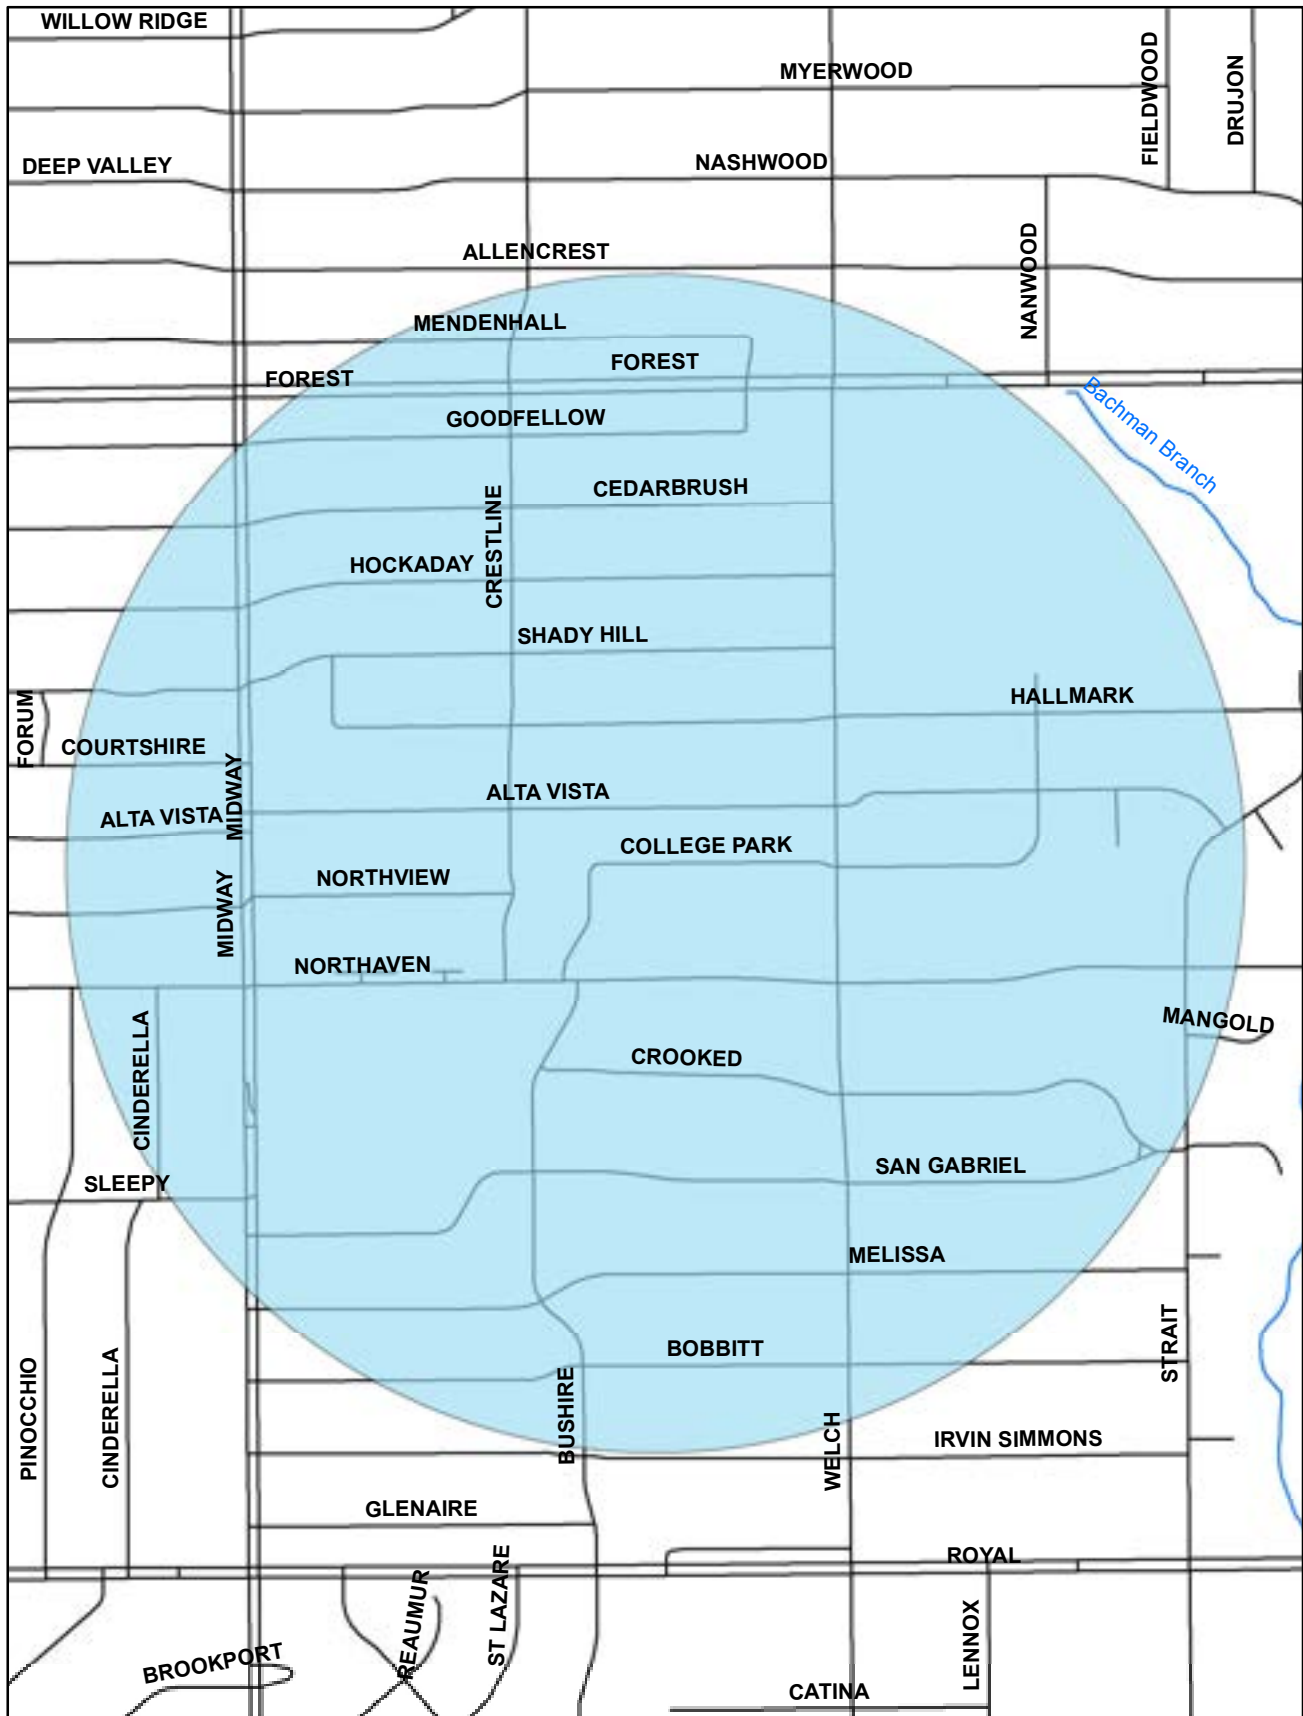 WILLOW RIDGE
MYERWOOD
FIELDWOOD
DRUJON
DEEP VALLEY
NASHWOOD
ALLENCREST
NANWOOD
MENDENHALL
FOREST
FOREST
Bachman Branch
GOODFELLOW
CEDARBRUSH
CRESTLINE
HOCKADAY
SHADY HILL
HALLMARK
FORUM
COURTSHIRE
MIDWAY
ALTA VISTA
ALTA VISTA
COLLEGE PARK
NORTHVIEW
MIDWAY
NORTHAVEN
MANGOLD
CINDERELLA
CROOKED
SAN GABRIEL
SLEEPY
MELISSA
STRAIT
BOBBITT
PINOCCHIO
CINDERELLA
BUSHIRE
WELCH
IRVIN SIMMONS
GLENAIRE
ROYAL
REAUMUR
ST LAZARE
LENNOX
BROOKPORT
CATINA